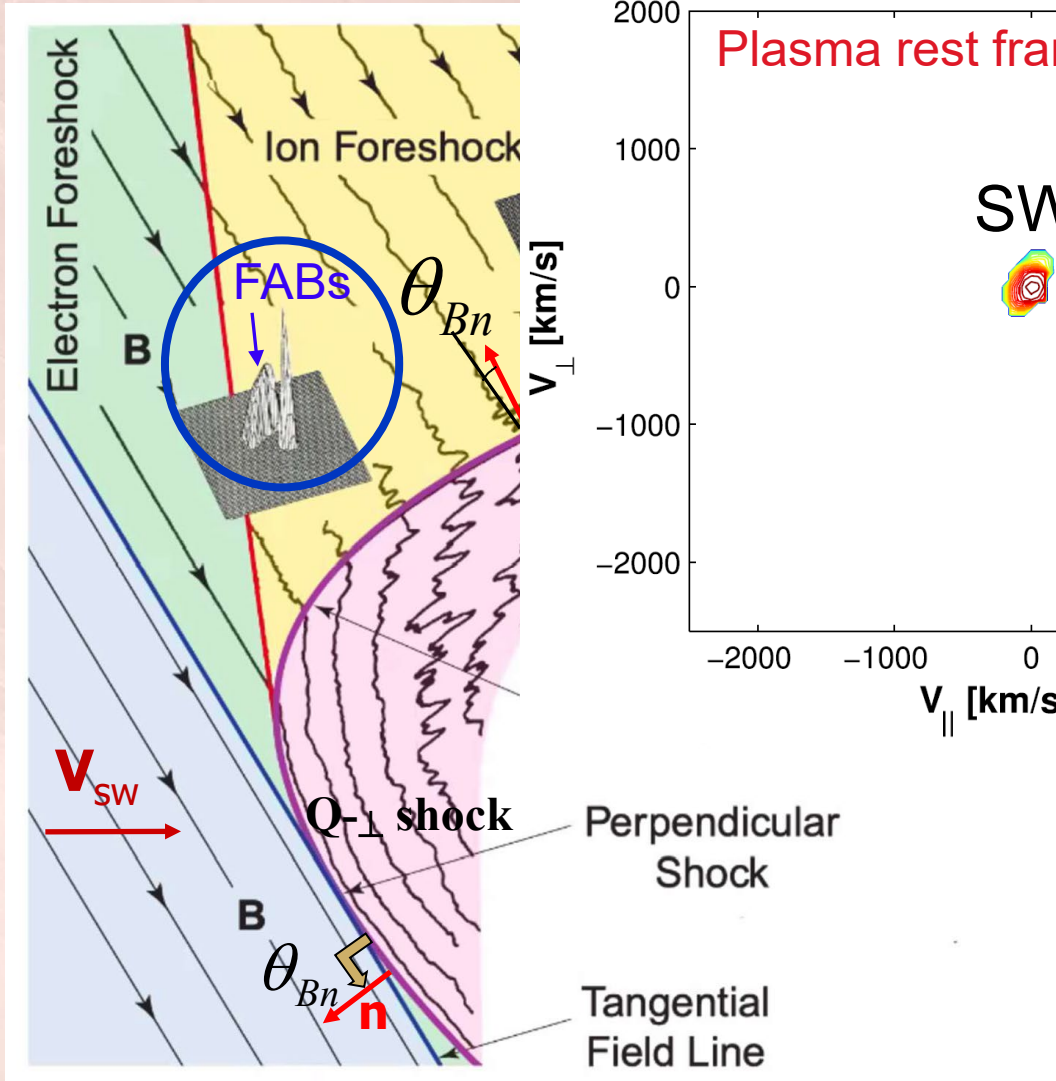 Electron Foreshock
Ion Foreshock
FABs
θBn
B
VSW
Q-⊥ shock
B
θBn
n
Perpendicular
Shock
Tangential
Field Line
Plasma rest
SW
V⊥ [km/s]
2000
1000
0
−1000
−2000
−2000
−1000
0
V|| [km/s